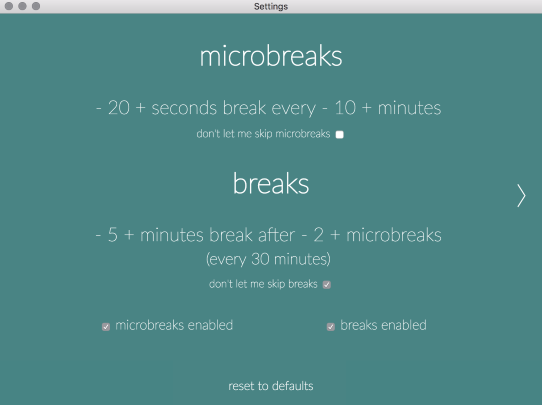 Settings
microbreaks
- 20 + seconds break every - 10 + minutes
don't let me skip microbreaks
breaks
- 5 + minutes break after - 2 + microbreaks
(every 30 minutes)
don't let me skip breaks
microbreaks enabled
breaks enabled
reset to defaults